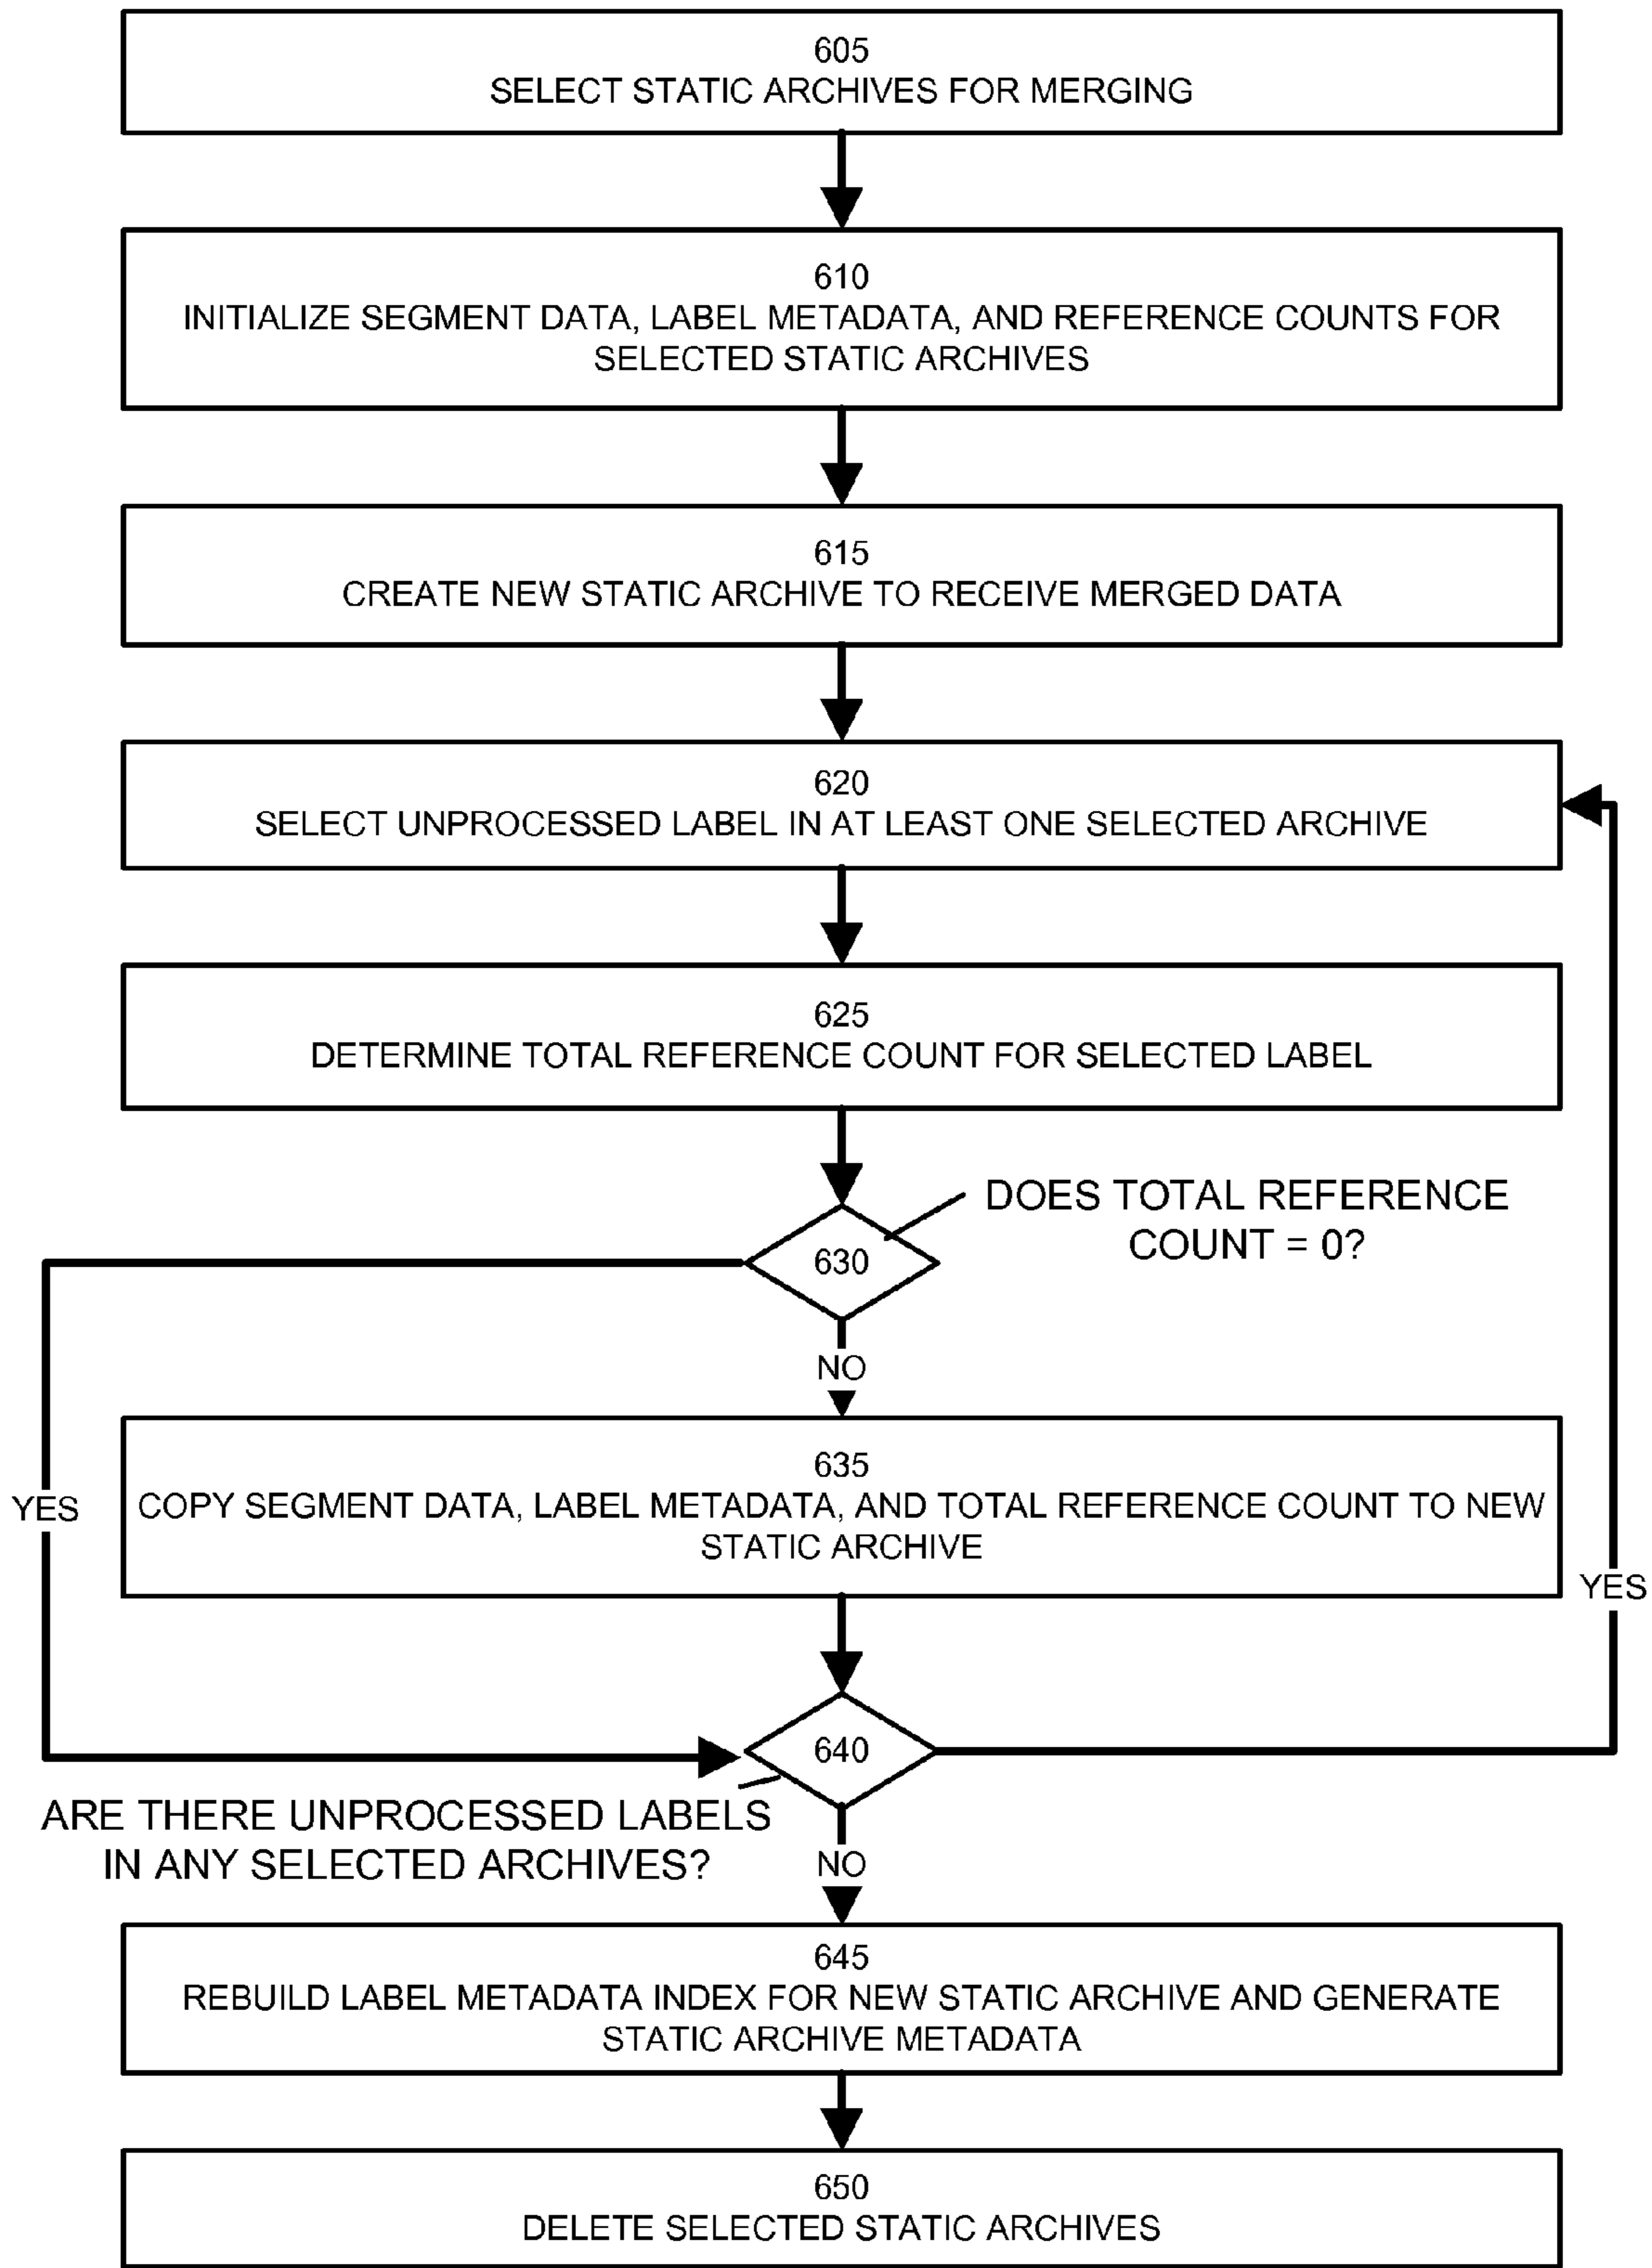 605
SELECT STATIC ARCHIVES FOR MERGING
610
INITIALIZE SEGMENT DATA, LABEL METADATA, AND REFERENCE COUNTS FOR
SELECTED STATIC ARCHIVES
615
CREATE NEW STATIC ARCHIVE TO RECEIVE MERGED DATA
620
SELECT UNPROCESSED LABEL IN AT LEAST ONE SELECTED ARCHIVE
625
DETERMINE TOTAL REFERENCE COUNT FOR SELECTED LABEL
DOES TOTAL REFERENCE
COUNT = 0?
630
NO
YES
635
COPY SEGMENT DATA, LABEL METADATA, AND TOTAL REFERENCE COUNT TO NEW
STATIC ARCHIVE
YES
640
ARE THERE UNPROCESSED LABELS
IN ANY SELECTED ARCHIVES?
NO
645
REBUILD LABEL METADATA INDEX FOR NEW STATIC ARCHIVE AND GENERATE
STATIC ARCHIVE METADATA
650
DELETE SELECTED STATIC ARCHIVES